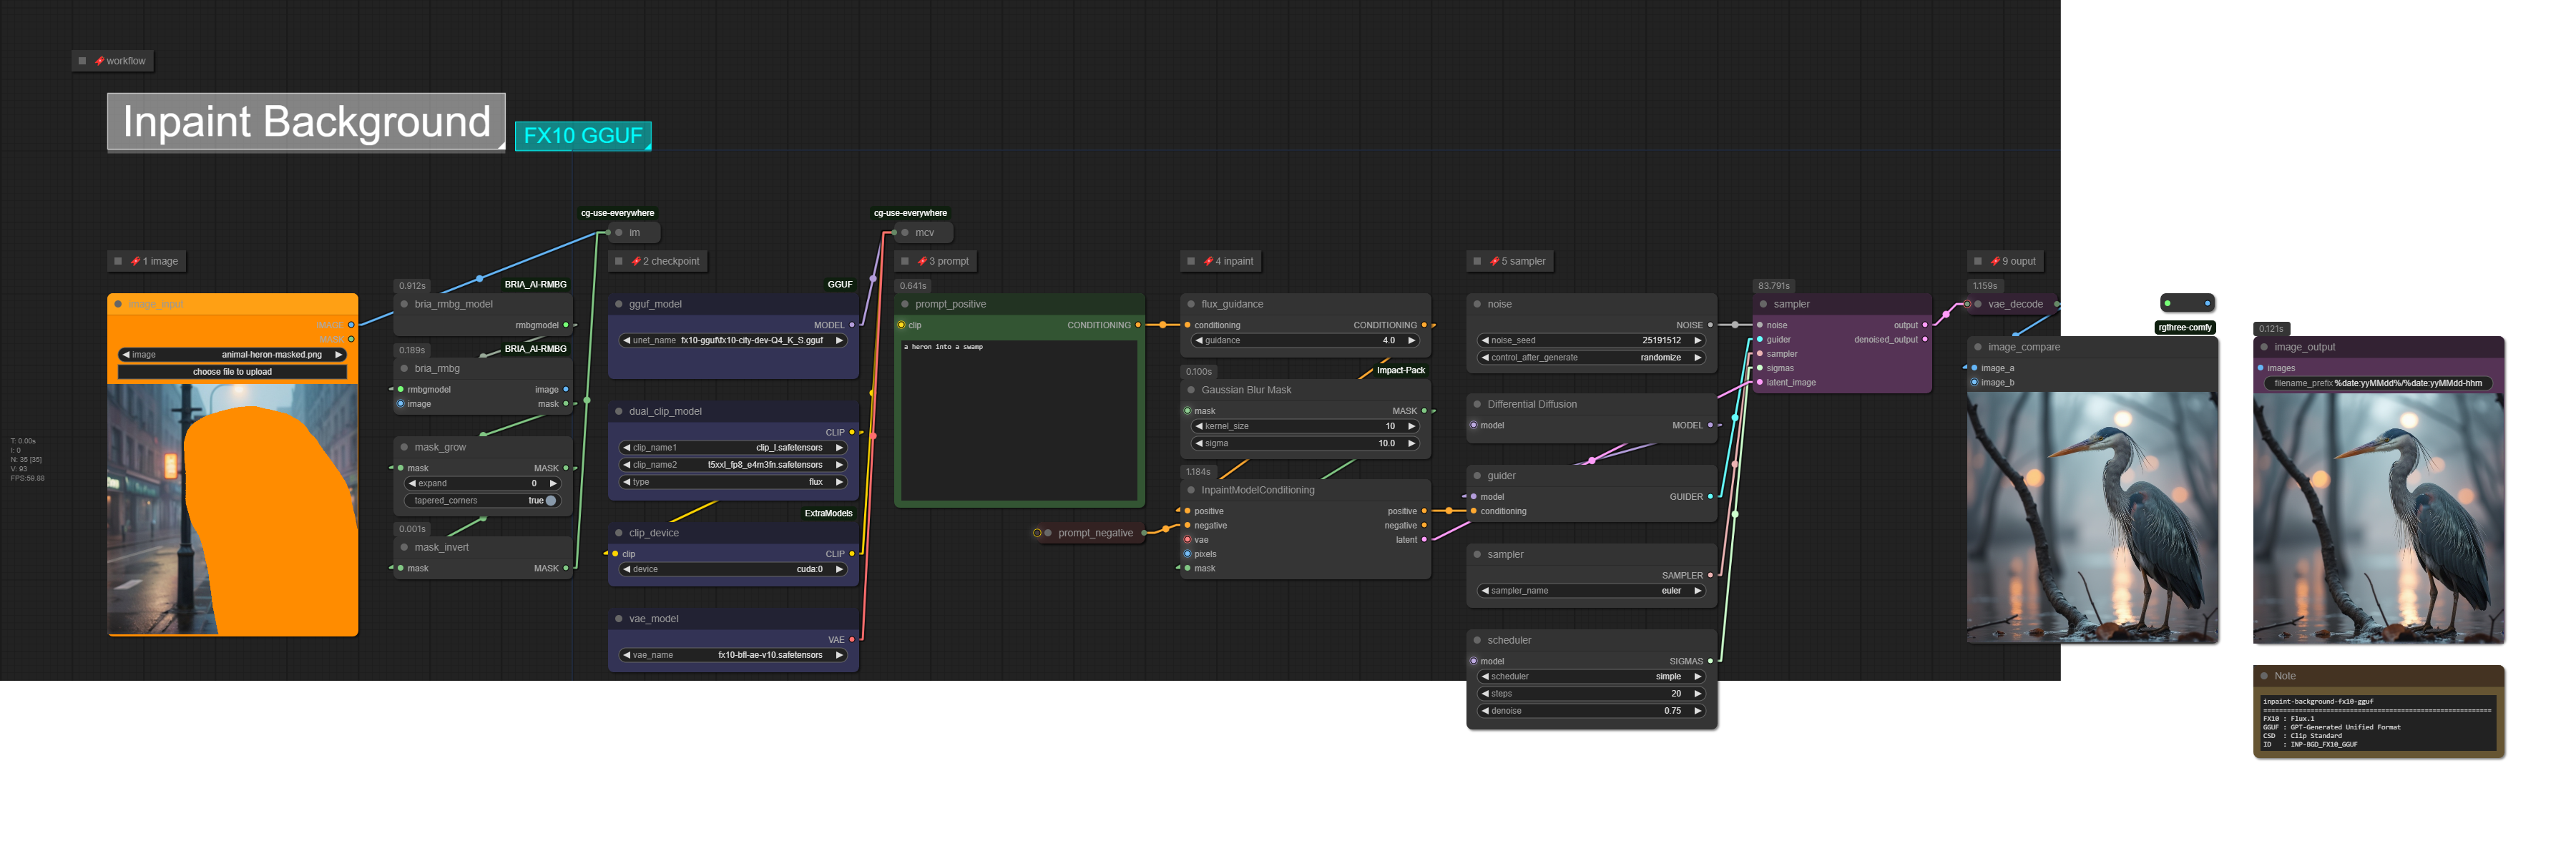 workflow
Inpaint Background
FX10 GGUF
cg-use-everywhere
im
cg-use-everywhere
mcv
1 image
2 checkpoint
3 prompt
4 inpaint
5 sampler
9 ouput
image_input
IMAGE
MASK
image animal-heron-masked.png
choose file to upload
T: 0.00s
I: 0
N: 35 [35]
V: 93
FPS:59.88
0.912s
BRIA_AI-RMBG
bria_rmbg_model
rmbgmodel
0.189s
BRIA_AI-RMBG
bria_rmbg
rmbgmodel image
image mask
mask_grow
mask MASK
expand 0
tapered_corners true
0.001s
mask_invert
mask MASK
GGUF
gguf_model
MODEL
unet_name fx10-gguf\fx10-city-dev-Q4_K_S.gguf
dual_clip_model
CLIP
clip_name1 clip_l.safetensors
clip_name2 t5xxl_fp8_e4m3fn.safetensors
type flux
ExtraModels
clip_device
clip CLIP
device cuda:0
vae_model
VAE
vae_name fx10-bfl-ae-v10.safetensors
0.641s
prompt_positive
clip CONDITIONING
a heron into a swamp
prompt_negative
flux_guidance
conditioning CONDITIONING
guidance 4.0
0.100s
Impact-Pack
Gaussian Blur Mask
mask MASK
kernel_size 10
sigma 10.0
1.184s
InpaintModelConditioning
positive positive
negative negative
vae latent
pixels
mask
noise
NOISE
noise_seed 25191512
control_after_generate randomize
Differential Diffusion
model MODEL
guider
model GUIDER
conditioning
sampler
SAMPLER
sampler_name euler
scheduler
model SIGMAS
scheduler simple
steps 20
denoise 0.75
83.791s
sampler
noise output
guider denoised_output
sampler
sigmas
latent_image
1.159s
vae_decode
rgthree-comfy
image_compare
image_a
image_b
0.121s
image_output
images
filename_prefix %date:yyMMdd%/%date:yyMMdd-hhm
Note
inpaint-background-fx10-gguf
============================================================
FX10 : Flux.1
GGUF : GPT-Generated Unified Format
CSD : Clip Standard
ID : INP-BGD_FX10_GGUF